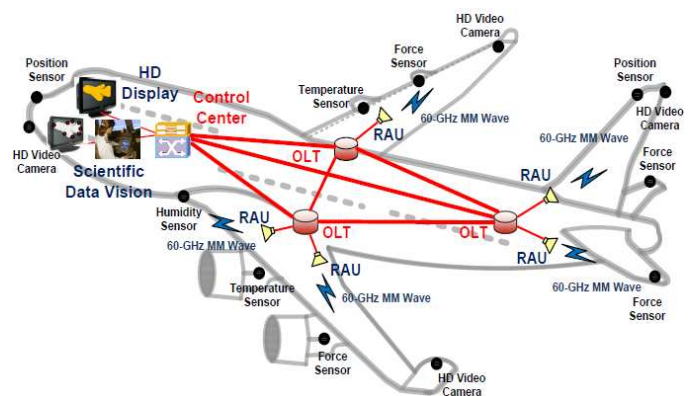 HD Video
Camera
Position
Sensor
Force
Sensor
Position
Sensor
HD
Display
Temperature
Sensor
HD Video
Camera
Control
Center
RAU
60-GHz MM Wave
Force
Sensor
HD Video
Camera
OLT
Scientific
Data Vision
RAU
60-GHz MM Wave
Humidity
Sensor
RAU
OLT
OLT
60-GHz MM Wave
RAU
RAU
60-GHz MM Wave
Temperature
Sensor
60-GHz MM Wave
Force
Sensor
Force
Sensor
HD Video
Camera